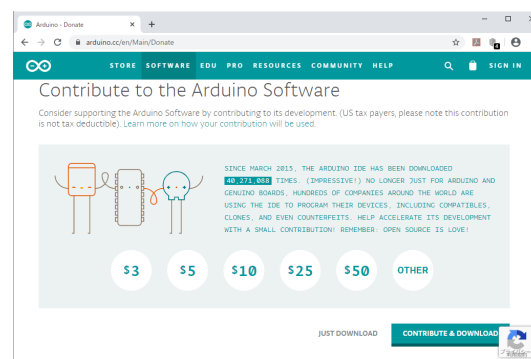 Arduino - Donate
arduino.cc/en/Main/Donate
STORE SOFTWARE EDU PRO RESOURCES COMMUNITY HELP SIGN IN
Contribute to the Arduino Software
Consider supporting the Arduino Software by contributing to its development. (US tax payers, please note this contribution
is not tax deductible). Learn more on how your contribution will be used.
SINCE MARCH 2015, THE ARDUINO IDE HAS BEEN DOWNLOADED
40,271,088 TIMES. (IMPRESSIVE!) NO LONGER JUST FOR ARDUINO AND
GENUINO BOARDS, HUNDREDS OF COMPANIES AROUND THE WORLD ARE
USING THE IDE TO PROGRAM THEIR DEVICES, INCLUDING COMPATIBLES,
CLONES, AND EVEN COUNTERFEITS. HELP ACCELERATE ITS DEVELOPMENT
WITH A SMALL CONTRIBUTION! REMEMBER: OPEN SOURCE IS LOVE!
$3 $5 $10 $25 $50 OTHER
JUST DOWNLOAD CONTRIBUTE & DOWNLOAD